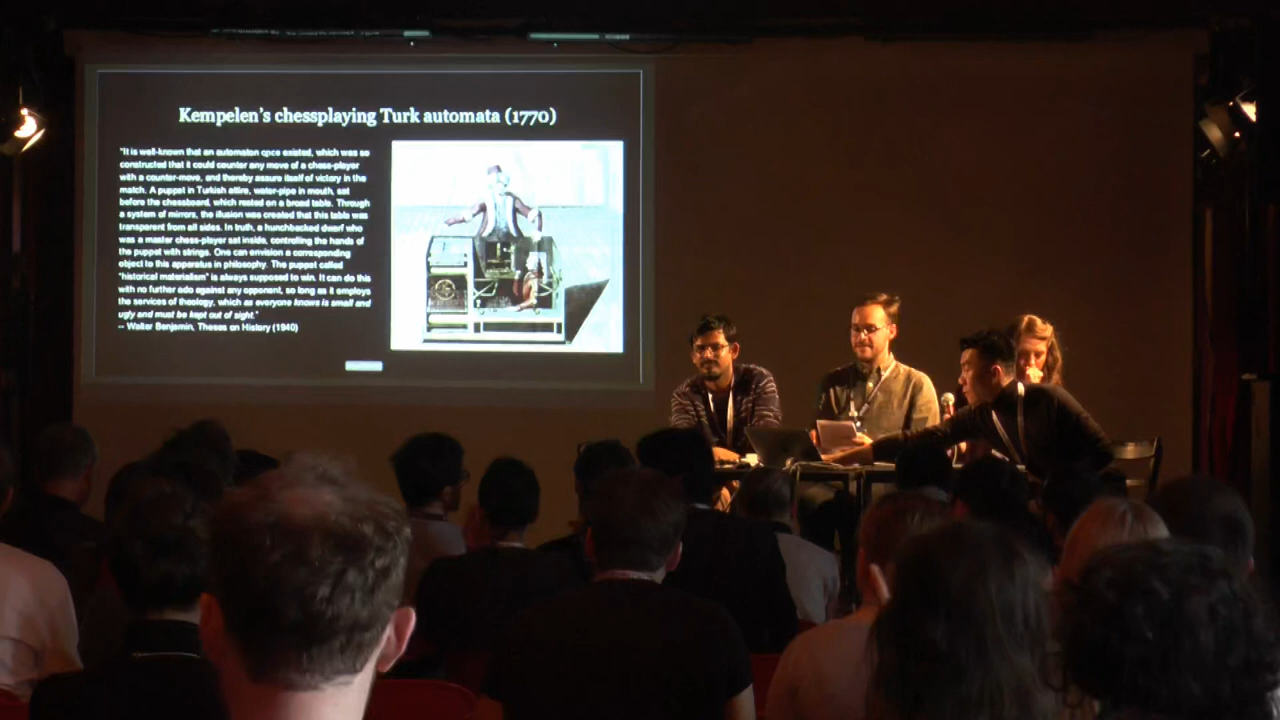 Kempelen's chessplaying Turk automata (1770)
"It is well-known that an automaton once existed, which was so
constructed that it could counter any move of a chess-player
with a counter-move, and thereby assure itself of victory in the
match. A puppet in Turkish attire, water-pipe in mouth, sat
before the chessboard, which rested on a broad table. Through
a system of mirrors, the illusion was created that this table was
transparent from all sides. In truth, a hunchbacked dwarf who
was a master chess-player sat inside, controlling the hands of
the puppet with strings. One can envision a corresponding
object to this apparatus in philosophy. The puppet called
"historical materialism" is always supposed to win. It can do this
with no further ado against any opponent, so long as it employs
the services of theology, which as everyone knows is small and
ugly and must be kept out of sight."
-- Walter Benjamin, Theses on History (1940)